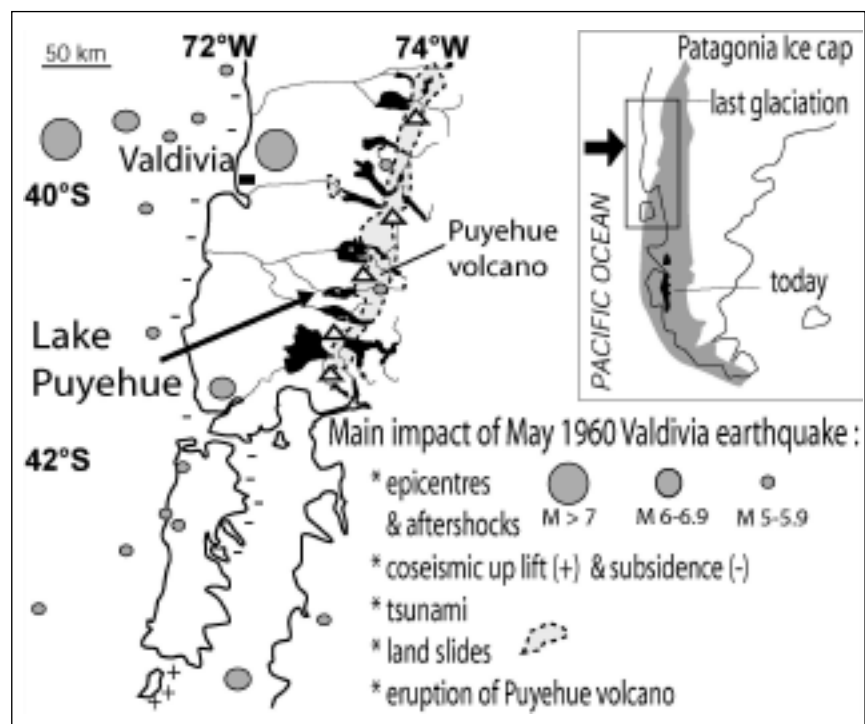 50 km
72°W
74°W
Valdivia
40°S
Puyehue
volcano
Lake
Puyehue
42°S
Patagonia Ice cap
last glaciation
PACIFIC OCEAN
today
Main impact of May 1960 Valdivia earthquake :
* epicentres
& aftershocks
M > 7
M 6-6.9
M 5-5.9
* coseismic up lift (+) & subsidence (-)
* tsunami
* land slides
* eruption of Puyehue volcano